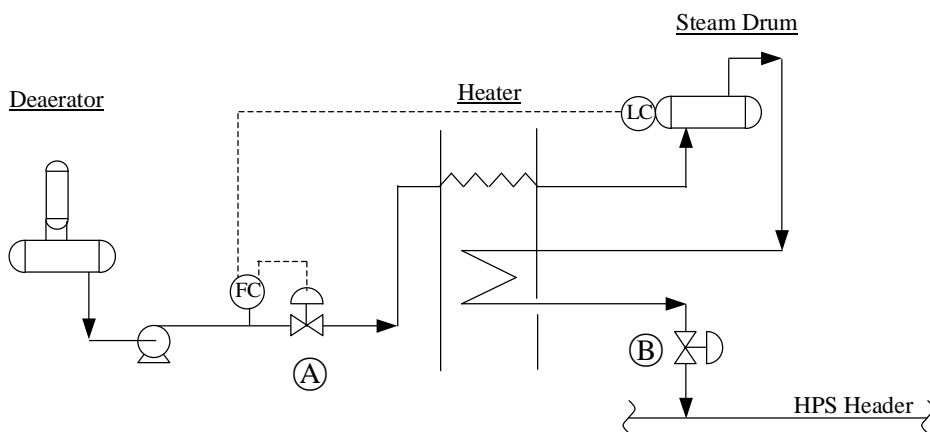 Steam Drum
Deaerator
Heater
LC
FC
A
B
HPS Header